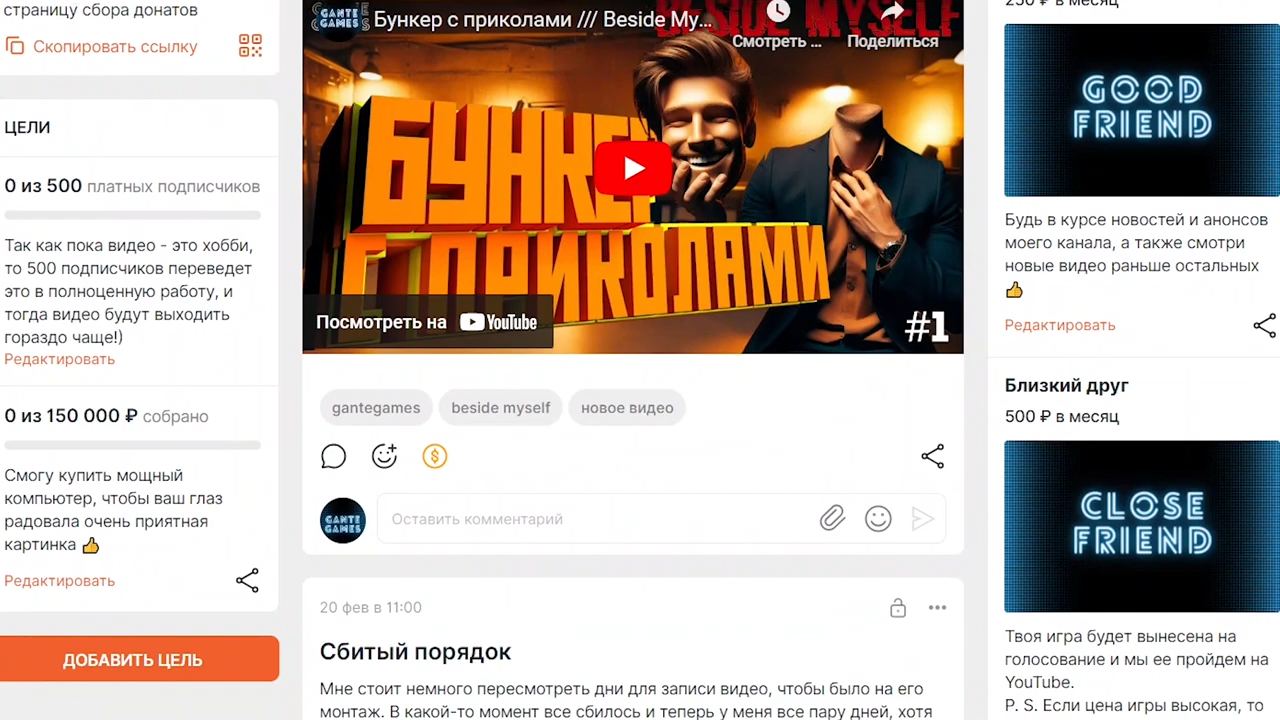 страницу сбора донатов
Скопировать ссылку
ЦЕЛИ
0 из 500 платных подписчиков
Так как пока видео - это хобби,
то 500 подписчиков переведет
это в полноценную работу, и
тогда видео будут выходить
гораздо чаще!)
Редактировать
0 из 150 000 ₽ собрано
Смогу купить мощный
компьютер, чтобы ваш глаз
радовала очень приятная
картинка 👍
Редактировать
ДОБАВИТЬ ЦЕЛЬ
GANTE
GAMES
Бункер с приколами /// Beside My...
BESIDE MYSELF
Смотреть ...
Поделиться
БУНКЕР
С ПРИКОЛАМИ
Посмотреть на YouTube
#1
gantegames
beside myself
новое видео
$
GANTE
GAMES
Оставить комментарий
20 фев в 11:00
Сбитый порядок
Мне стоит немного пересмотреть дни для записи видео, чтобы было на его
монтаж. В какой-то момент все сбилось и теперь у меня все пару дней, хотя
250 ₽ в месяц
GOOD
FRIEND
Будь в курсе новостей и анонсов
моего канала, а также смотри
новые видео раньше остальных
👍
Редактировать
Близкий друг
500 ₽ в месяц
CLOSE
FRIEND
Твоя игра будет вынесена на
голосование и мы ее пройдем на
YouTube.
P. S. Если цена игры высокая, то